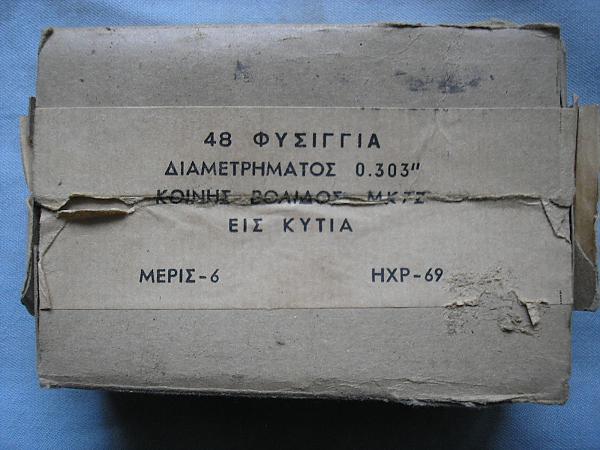 48 ΦΥΣΙΓΓΙΑ
ΔΙΑΜΕΤΡΗΜΑΤΟΣ 0.303"
ΚΟΙΝΗΣ ΒΟΛΙΔΟΣ
ΕΙΣ ΚΥΤΙΑ
ΜΕΡΙΣ-6 ΗΧΡ-69